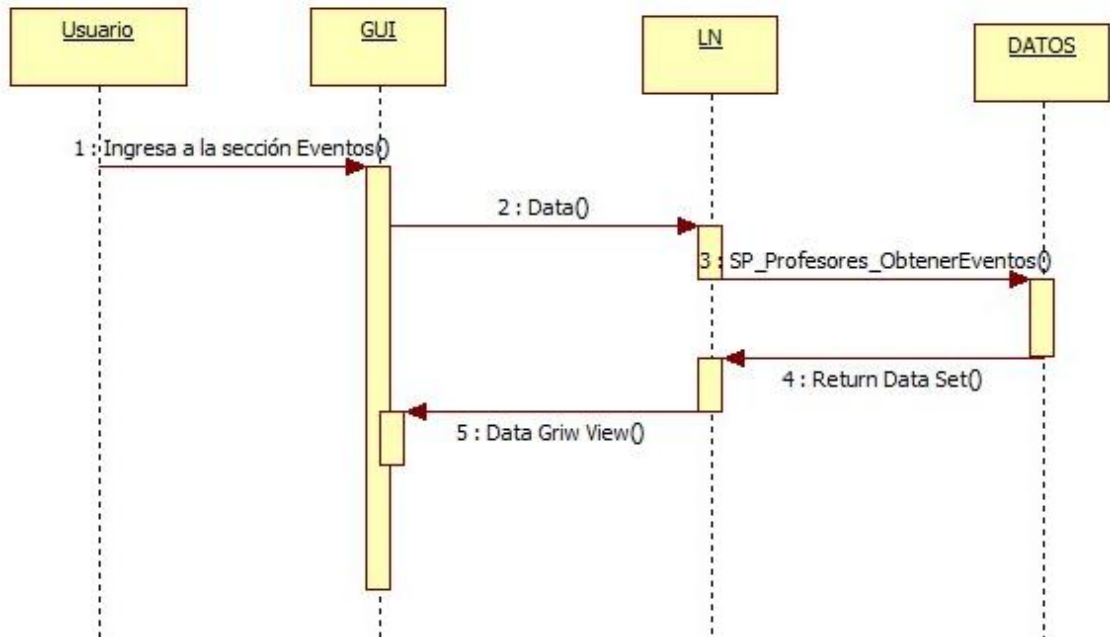 Usuario
GUI
LN
DATOS
1 : Ingresa a la sección Eventos()
2 : Data()
3 : SP_Profesores_ObtenerEventos()
4 : Return Data Set()
5 : Data Griw View()